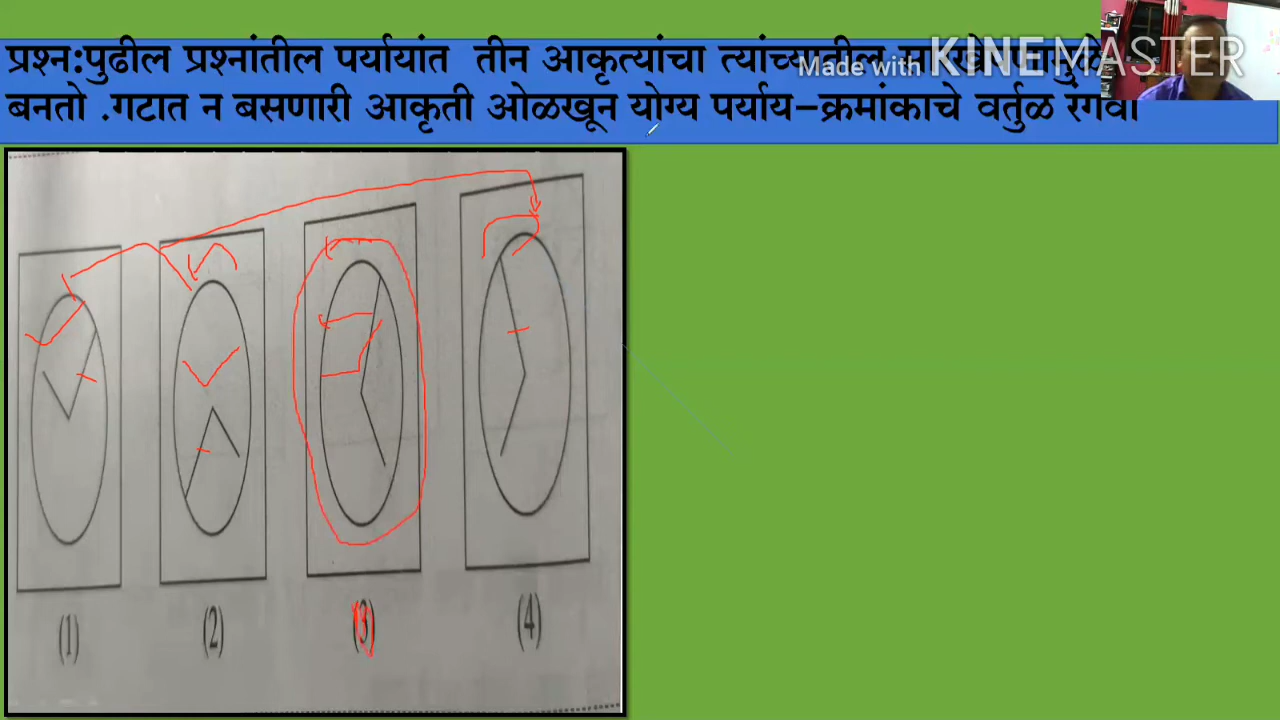 प्रश्न:पुढील प्रश्नांतील पर्यायांत तीन आकृत्यांचा त्यांच्यातील
Made with KINEMASTER
बनतो .गटात न बसणारी आकृती ओळखून योग्य पर्याय-क्रमांकाचे वर्तुळ रंगवा
(1) (2) (3) (4)